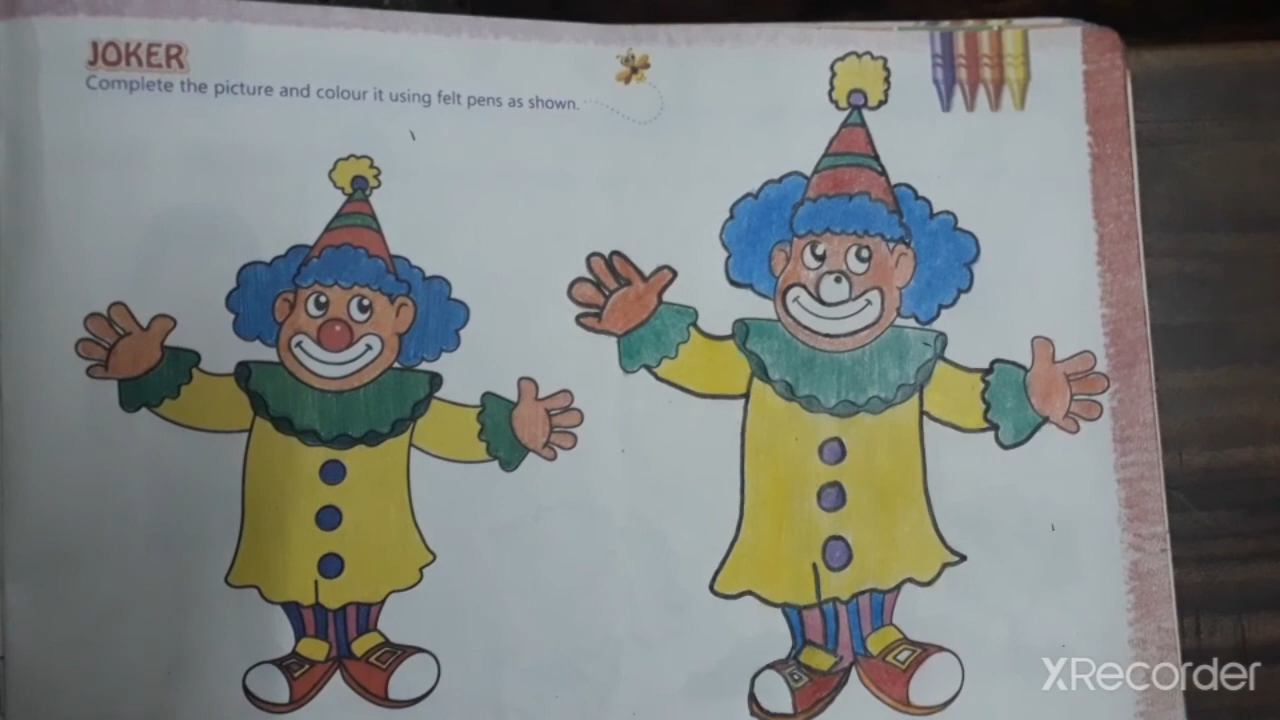 JOKER
Complete the picture and colour it using felt pens as shown.
XRecorder